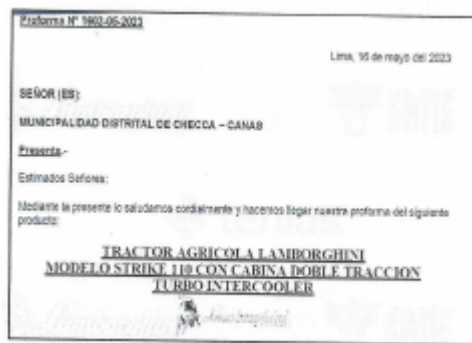 Proforma N° 1602-05-2023
Lima, 16 de mayo del 2023
SEÑOR (ES):
MUNICIPALIDAD DISTRITAL DE CHECCA – CANAS
Presente.-
Estimados Señores:
Mediante la presente lo saludamos cordialmente y hacemos llegar nuestra proforma del siguiente
producto:
TRACTOR AGRÍCOLA LAMBORGHINI
MODELO STRIKE 110 CON CABINA DOBLE TRACCION
TURBO INTERCOOLER
Lamborghini